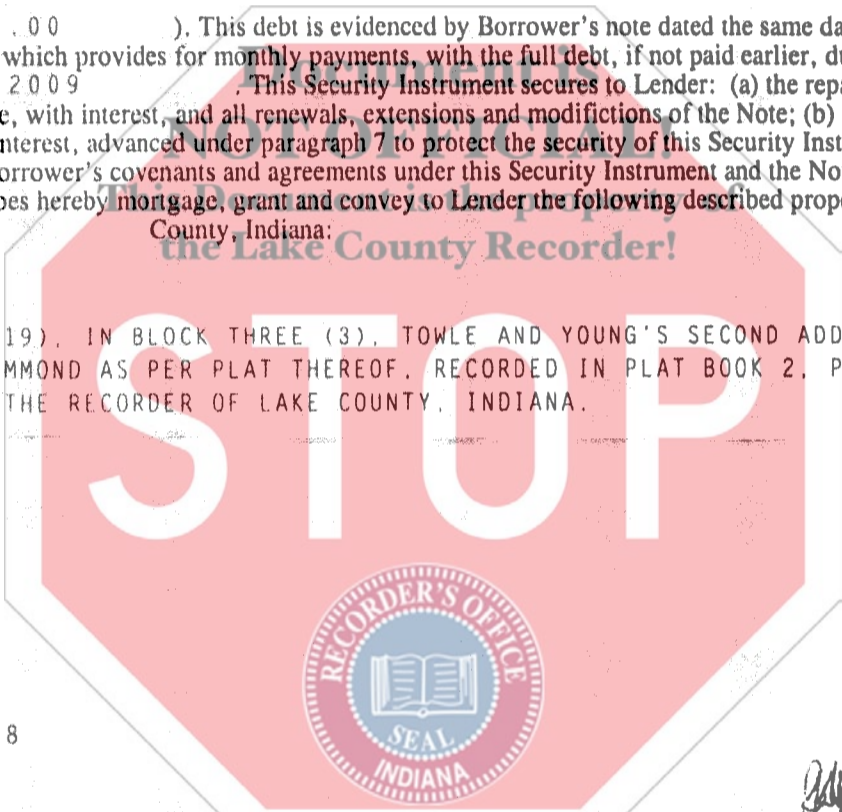 .00 ). This debt is evidenced by Borrower's note dated the same da
which provides for monthly payments, with the full debt, if not paid earlier, du
Document is
2009 . This Security Instrument secures to Lender: (a) the repa
e, with interest, and all renewals, extensions and modifictions of the Note; (b)
NOT OFFICIAL!
nterest, advanced under paragraph 7 to protect the security of this Security Inst
orrower's covenants and agreements under this Security Instrument and the No
This Document is the property of
oes hereby mortgage, grant and convey to Lender the following described prope
County, Indiana:
the Lake County Recorder!
19), IN BLOCK THREE (3), TOWLE AND YOUNG'S SECOND ADD
MMOND AS PER PLAT THEREOF, RECORDED IN PLAT BOOK 2, P
THE RECORDER OF LAKE COUNTY, INDIANA.
STOP
RECORDER'S OFFICE
SEAL
INDIANA
8